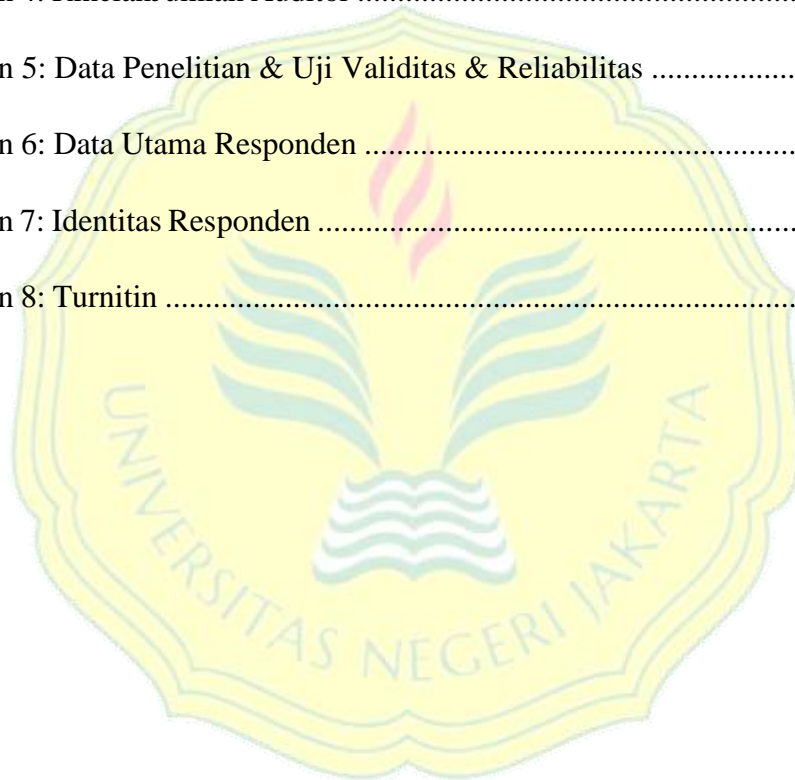 n 5: Data Penelitian & Uji Validitas & Reliabilitas ..................
n 6: Data Utama Responden ......................................................
n 7: Identitas Responden ............................................................
n 8: Turnitin ...............................................................................
UNIVERSITAS NEGERI JAKARTA